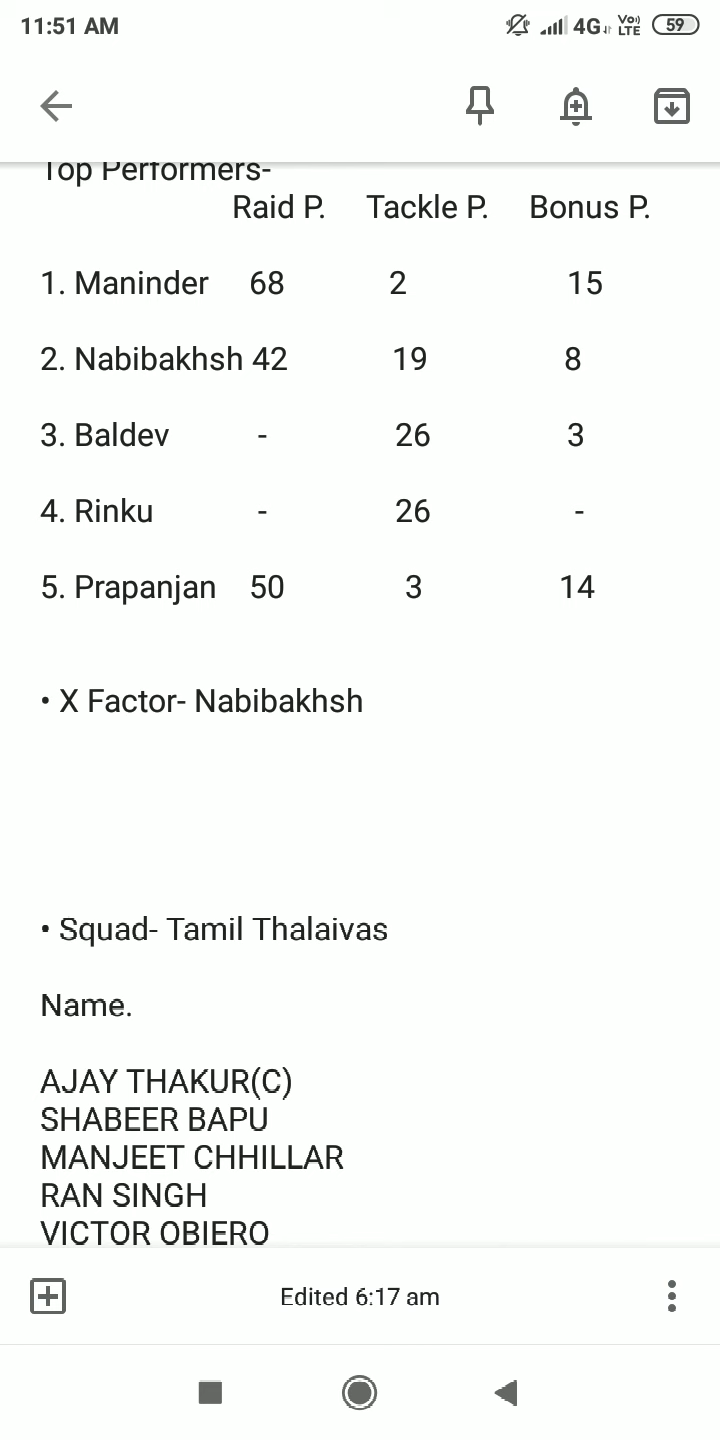 11:51 AM 4G Vo) LTE 59
Top Performers-
Raid P. Tackle P. Bonus P.
1. Maninder 68 2 15
2. Nabibakhsh 42 19 8
3. Baldev - 26 3
4. Rinku - 26 -
5. Prapanjan 50 3 14
• X Factor- Nabibakhsh
• Squad- Tamil Thalaivas
Name.
AJAY THAKUR(C)
SHABEER BAPU
MANJEET CHHILLAR
RAN SINGH
VICTOR OBIERO
Edited 6:17 am